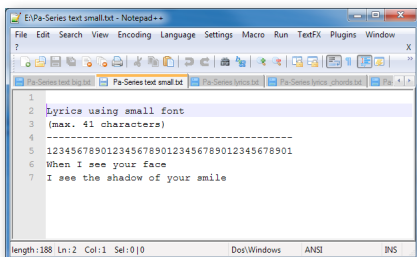 E:\Pa-Series text small.txt - Notepad++
File Edit Search View Encoding Language Settings Macro Run TextFX Plugins Window
? X
Pa-Series text big.txt Pa-Series text small.txt Pa-Series lyrics.txt Pa-Series lyrics_chords.txt Pa
1
2 Lyrics using small font
3 (max. 41 characters)
4 -----------------------------------------
5 12345678901234567890123456789012345678901
6 When I see your face
7 I see the shadow of your smile
length : 188 Ln : 2 Col : 1 Sel : 0 | 0 Dos\Windows ANSI INS